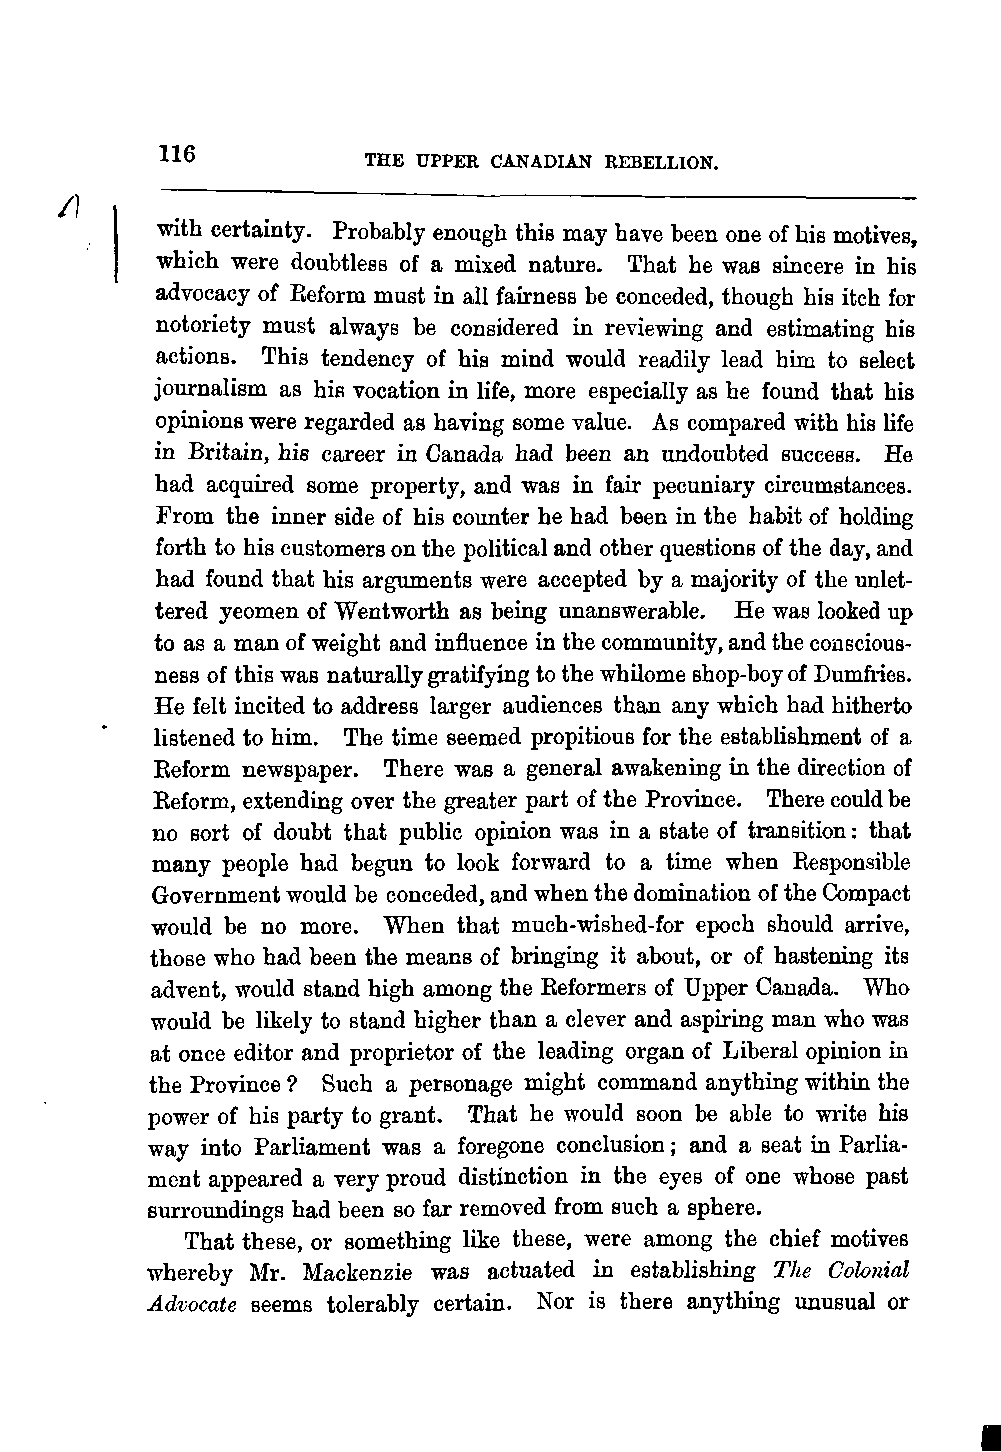 116 THE UPPER CANADIAN REBELLION.
with certainty. Probably enough this may have been one of his motives,
which were doubtless of a mixed nature. That he was sincere in his
advocacy of Reform must in all fairness be conceded, though his itch for
notoriety must always be considered in reviewing and estimating his
actions. This tendency of his mind would readily lead him to select
journalism as his vocation in life, more especially as he found that his
opinions were regarded as having some value. As compared with his life
in Britain, his career in Canada had been an undoubted success. He
had acquired some property, and was in fair pecuniary circumstances.
From the inner side of his counter he had been in the habit of holding
forth to his customers on the political and other questions of the day, and
had found that his arguments were accepted by a majority of the unlet-
tered yeomen of Wentworth as being unanswerable. He was looked up
to as a man of weight and influence in the community, and the conscious-
ness of this was naturally gratifying to the whilome shop-boy of Dumfries.
He felt incited to address larger audiences than any which had hitherto
listened to him. The time seemed propitious for the establishment of a
Reform newspaper. There was a general awakening in the direction of
Reform, extending over the greater part of the Province. There could be
no sort of doubt that public opinion was in a state of transition: that
many people had begun to look forward to a time when Responsible
Government would be conceded, and when the domination of the Compact
would be no more. When that much-wished-for epoch should arrive,
those who had been the means of bringing it about, or of hastening its
advent, would stand high among the Reformers of Upper Canada. Who
would be likely to stand higher than a clever and aspiring man who was
at once editor and proprietor of the leading organ of Liberal opinion in
the Province? Such a personage might command anything within the
power of his party to grant. That he would soon be able to write his
way into Parliament was a foregone conclusion; and a seat in Parlia-
ment appeared a very proud distinction in the eyes of one whose past
surroundings had been so far removed from such a sphere.
That these, or something like these, were among the chief motives
whereby Mr. Mackenzie was actuated in establishing The Colonial
Advocate seems tolerably certain. Nor is there anything unusual or